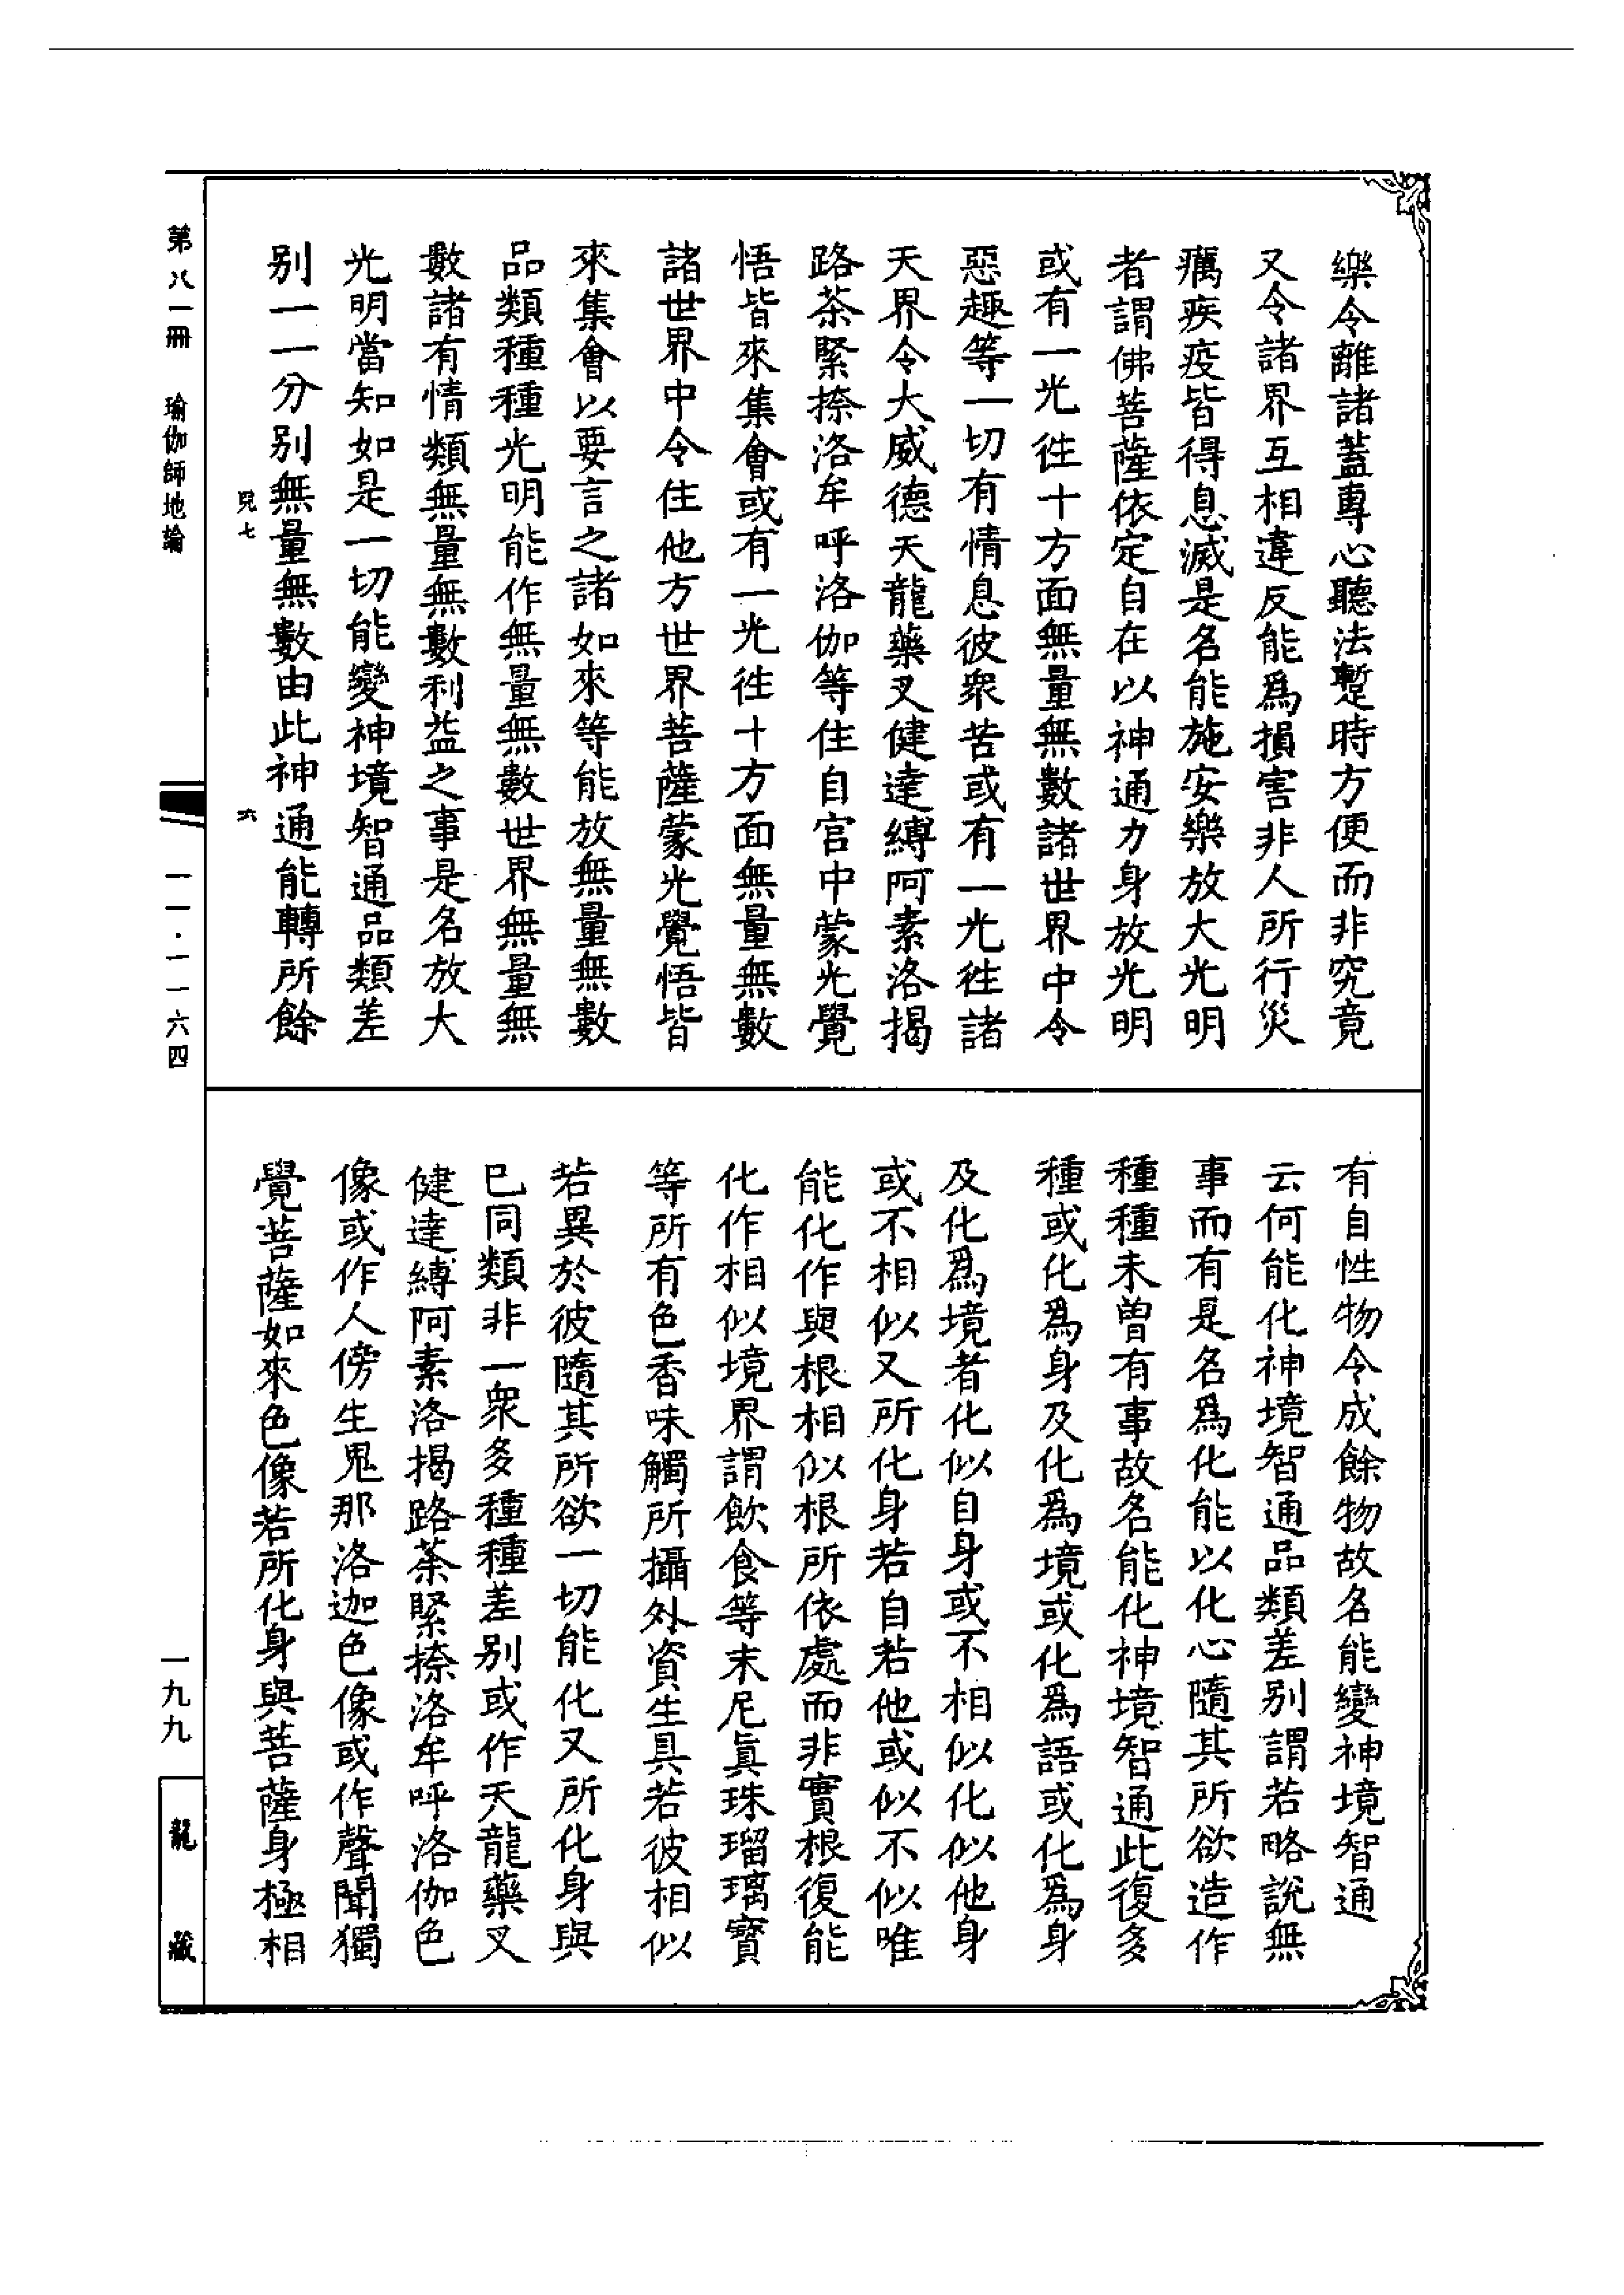 樂令離諸蓋專心聽法蹔時方便而非究竟
又令諸界互相違反能爲損害非人所行災
癘疾疫皆得息滅是名能施安樂放大光明
者謂佛菩薩依定自在以神通力身放光明
或有一光徃十方面無量無數諸世界中令
惡趣等一切有情息彼衆苦或有一光徃諸
天界令大威德天龍藥叉健達縛阿素洛揭
路茶緊捺洛牟呼洛伽等住自宮中蒙光覺
悟皆來集會或有一光徃十方面無量無數
諸世界中令住他方世界菩薩蒙光覺悟皆
來集會以要言之諸如來等能放無量無數
品類種種光明能作無量無數世界無量無
數諸有情類無量無數利益之事是名放大
光明當知如是一切能變神境智通品類差
別一一分別無量無數由此神通能轉所餘
有自性物令成餘物故名能變神境智通
云何能化神境智通品類差別謂若略說無
事而有是名爲化能以化心隨其所欲造作
種種未曾有事故名能化神境智通此復多
種或化爲身及化爲境或化爲語或化爲身
及化爲境者化似自身或不相似化似他身
或不相似又所化身若自若他或似不似唯
能化作與根相似根所依處而非實根復能
化作相似境界謂飲食等末尼真珠瑠璃寶
等所有色香味觸所攝外資生具若彼相似
若異於彼隨其所欲一切能化又所化身與
已同類非一衆多種種差別或作天龍藥叉
健達縛阿素洛揭路茶緊捺洛牟呼洛伽色
像或作人傍生鬼那洛迦色像或作聲聞獨
覺菩薩如來色像若所化身與菩薩身極相
第八一冊 瑜伽師地論
六
一一·一一六四
一九九
龍藏